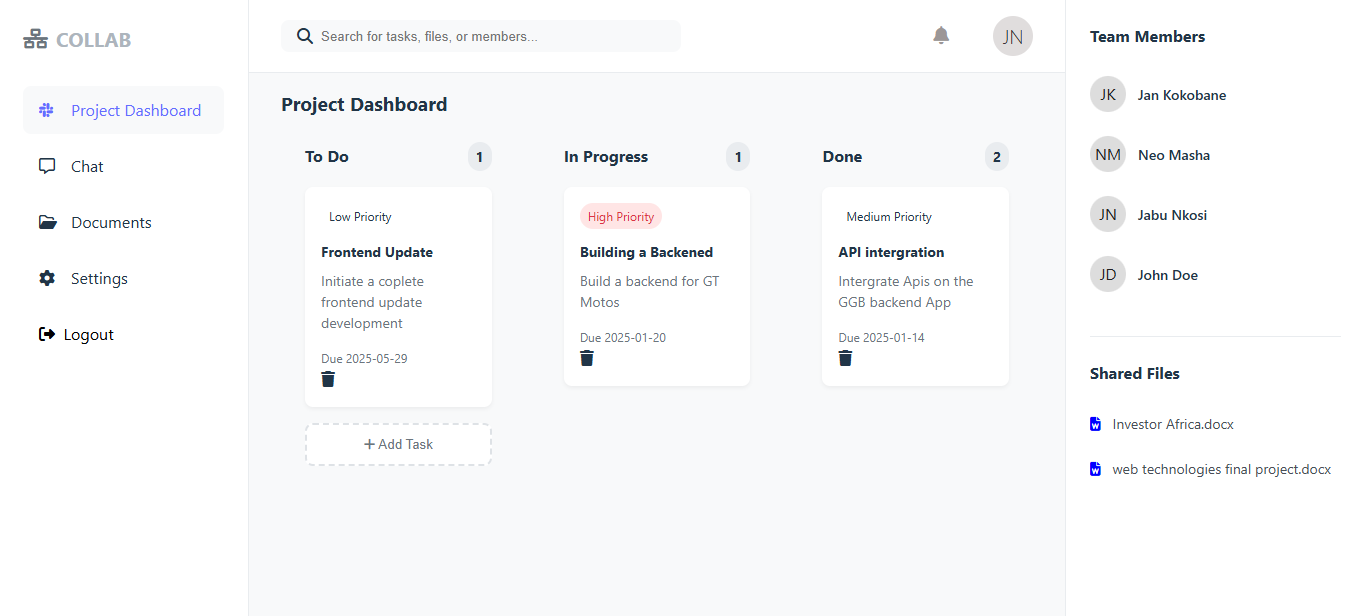 COLLAB
Project Dashboard
Chat
Documents
Settings
Logout
Search for tasks, files, or members...
JN
Project Dashboard
To Do
1
Low Priority
Frontend Update
Initiate a coplete
frontend update
development
Due 2025-05-29
+ Add Task
In Progress
1
High Priority
Building a Backened
Build a backend for GT
Motos
Due 2025-01-20
Done
2
Medium Priority
API intergration
Intergrate Apis on the
GGB backend App
Due 2025-01-14
Team Members
JK Jan Kokobane
NM Neo Masha
JN Jabu Nkosi
JD John Doe
Shared Files
Investor Africa.docx
web technologies final project.docx